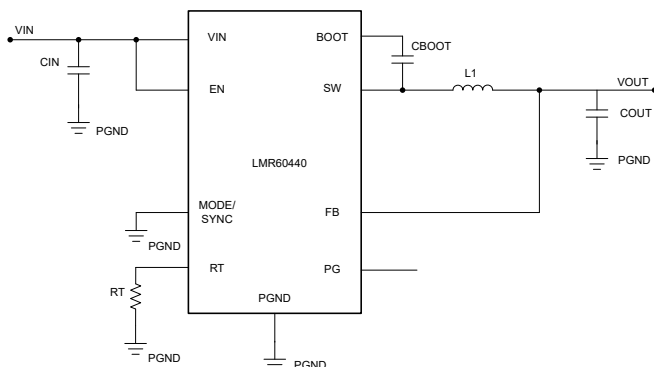 VIN
CIN
PGND
VIN
EN
MODE/
SYNC
RT
BOOT
SW
FB
PG
LMR60440
PGND
CBOOT
L1
VOUT
COUT
PGND
PGND
RT
PGND
PGND